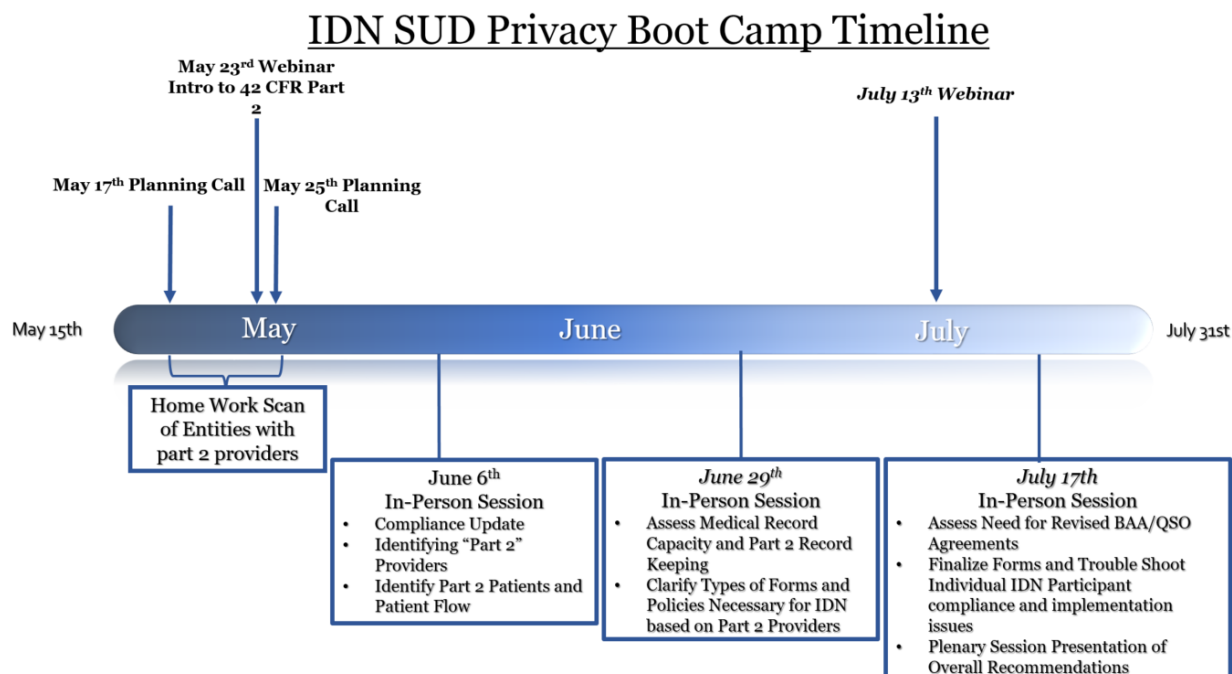 IDN SUD Privacy Boot Camp Timeline
May 23rd Webinar
Intro to 42 CFR Part
2
July 13th Webinar
May 17th Planning Call
May 25th Planning
Call
May 15th
May
June
July
July 31st
Home Work Scan
of Entities with
part 2 providers
June 6th
In-Person Session
• Compliance Update
• Identifying “Part 2”
Providers
• Identify Part 2 Patients and
Patient Flow
June 29th
In-Person Session
• Assess Medical Record
Capacity and Part 2 Record
Keeping
• Clarify Types of Forms and
Policies Necessary for IDN
based on Part 2 Providers
July 17th
In-Person Session
• Assess Need for Revised BAA/QSO
Agreements
• Finalize Forms and Trouble Shoot
Individual IDN Participant
compliance and implementation
issues
• Plenary Session Presentation of
Overall Recommendations